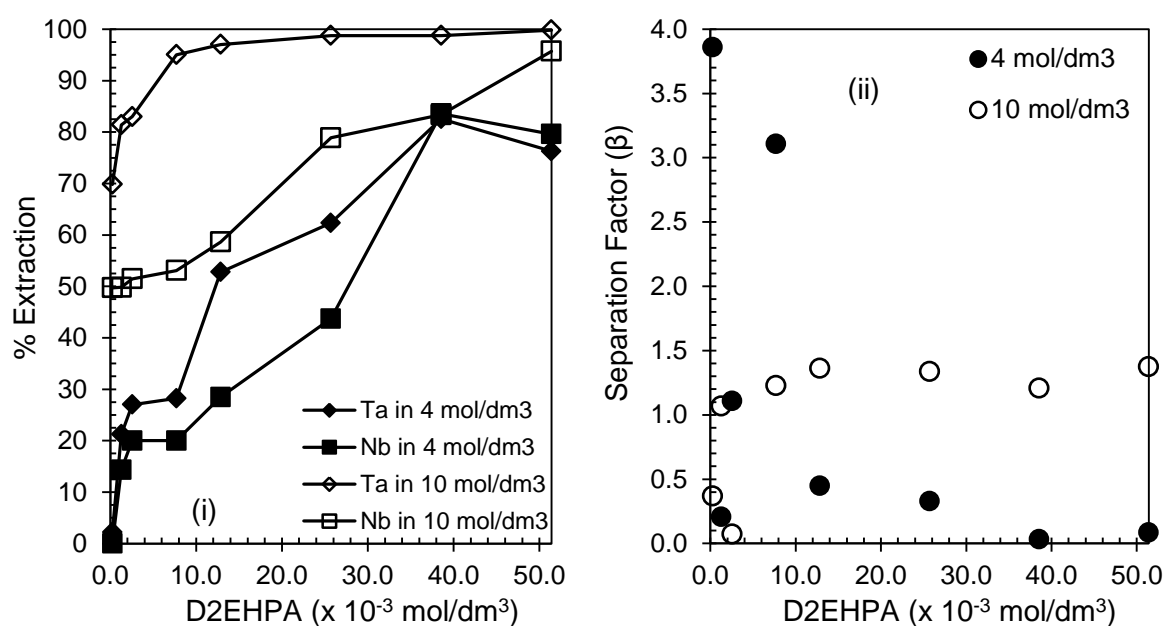 100
90
80
70
60
50
40
30
20
10
0
% Extraction
0.0 10.0 20.0 30.0 40.0 50.0
D2EHPA (x 10⁻³ mol/dm³)
(i)
Ta in 4 mol/dm3
Nb in 4 mol/dm3
Ta in 10 mol/dm3
Nb in 10 mol/dm3
4.0
3.5
3.0
2.5
2.0
1.5
1.0
0.5
0.0
Separation Factor (β)
0.0 10.0 20.0 30.0 40.0 50.0
D2EHPA (x 10⁻³ mol/dm³)
(ii)
4 mol/dm3
10 mol/dm3